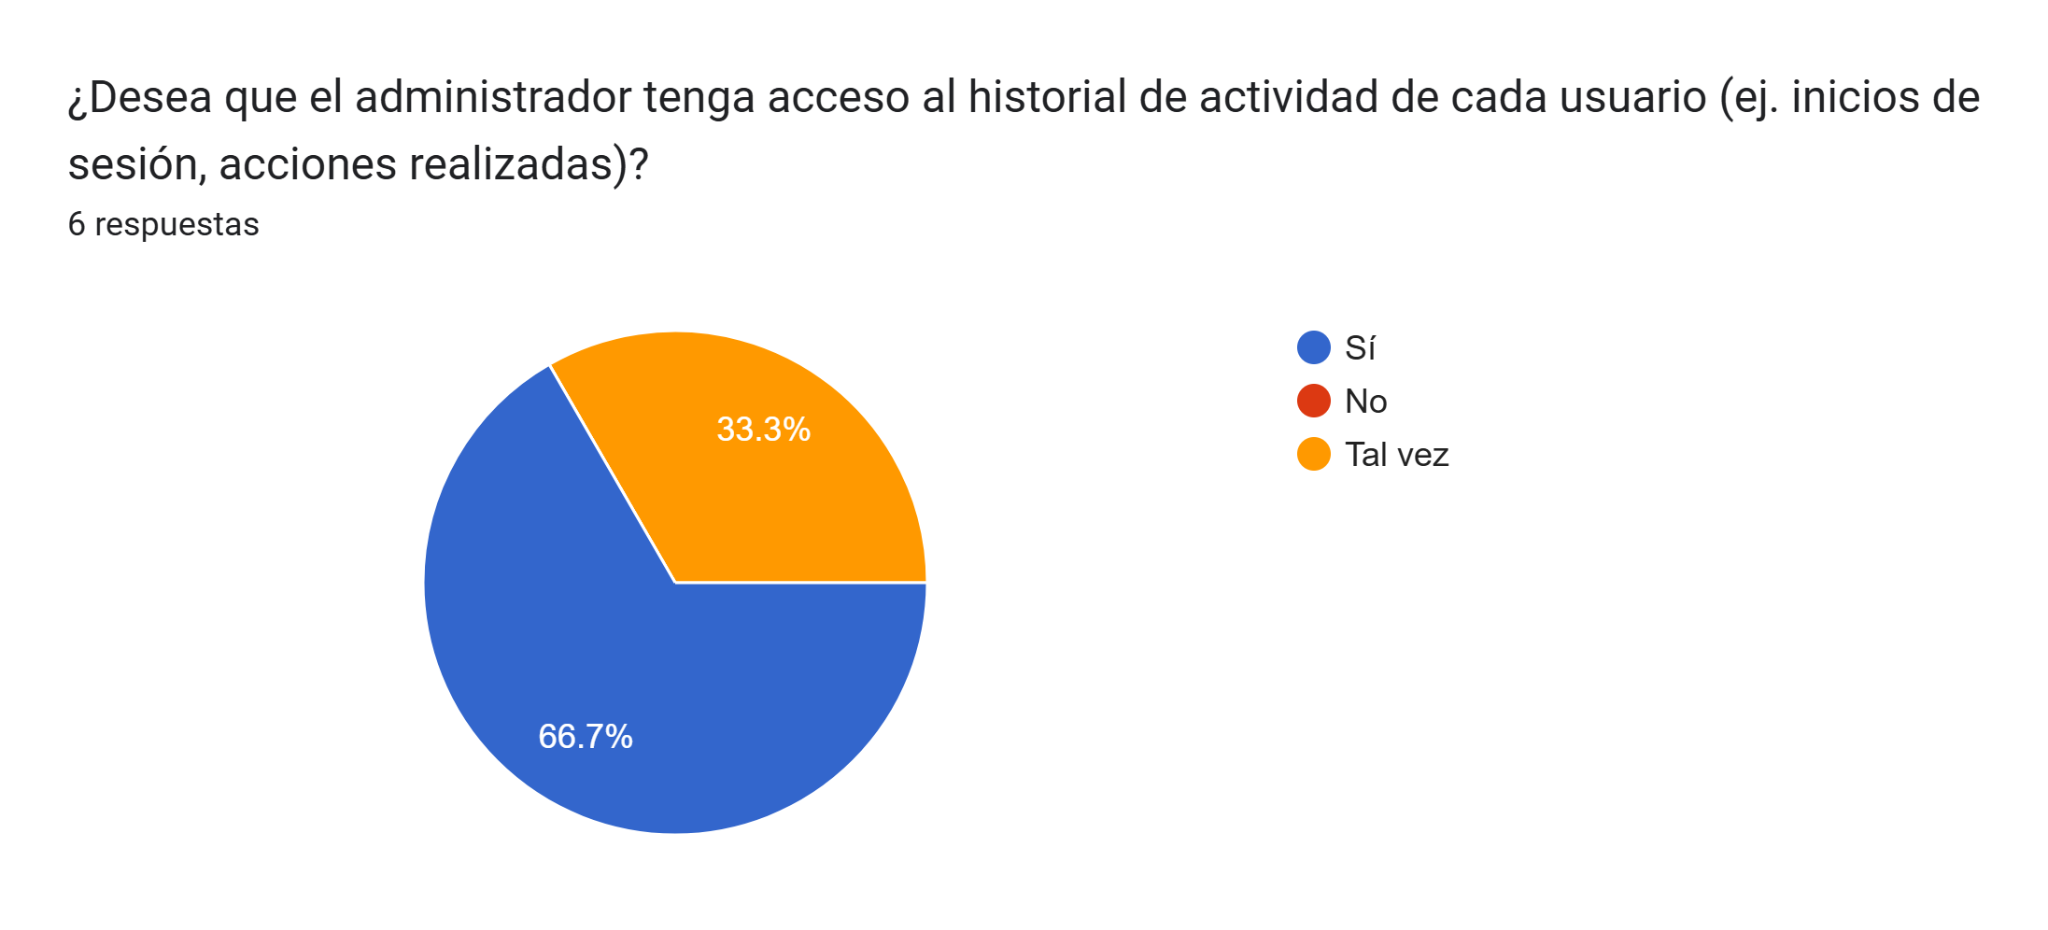 ¿Desea que el administrador tenga acceso al historial de actividad de cada usuario (ej. inicios de
sesión, acciones realizadas)?
6 respuestas
Sí
No
Tal vez
33.3%
66.7%